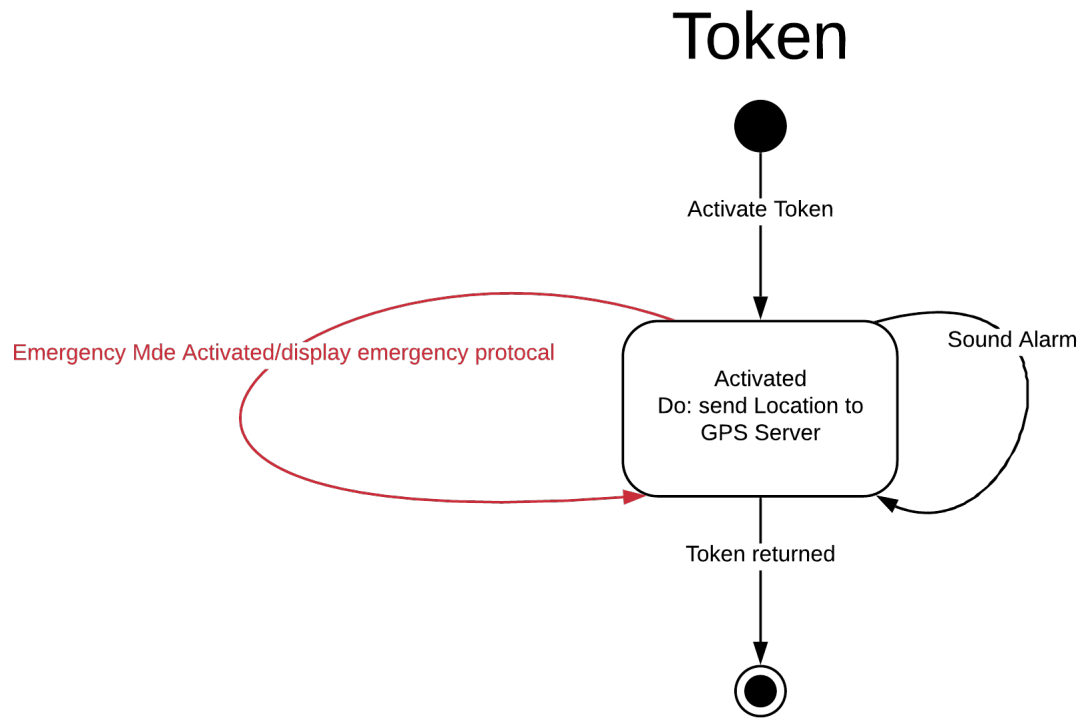 Token
Activate Token
Sound Alarm
Emergency Mde Activated/display emergency protocal
Activated
Do: send Location to
GPS Server
Token returned